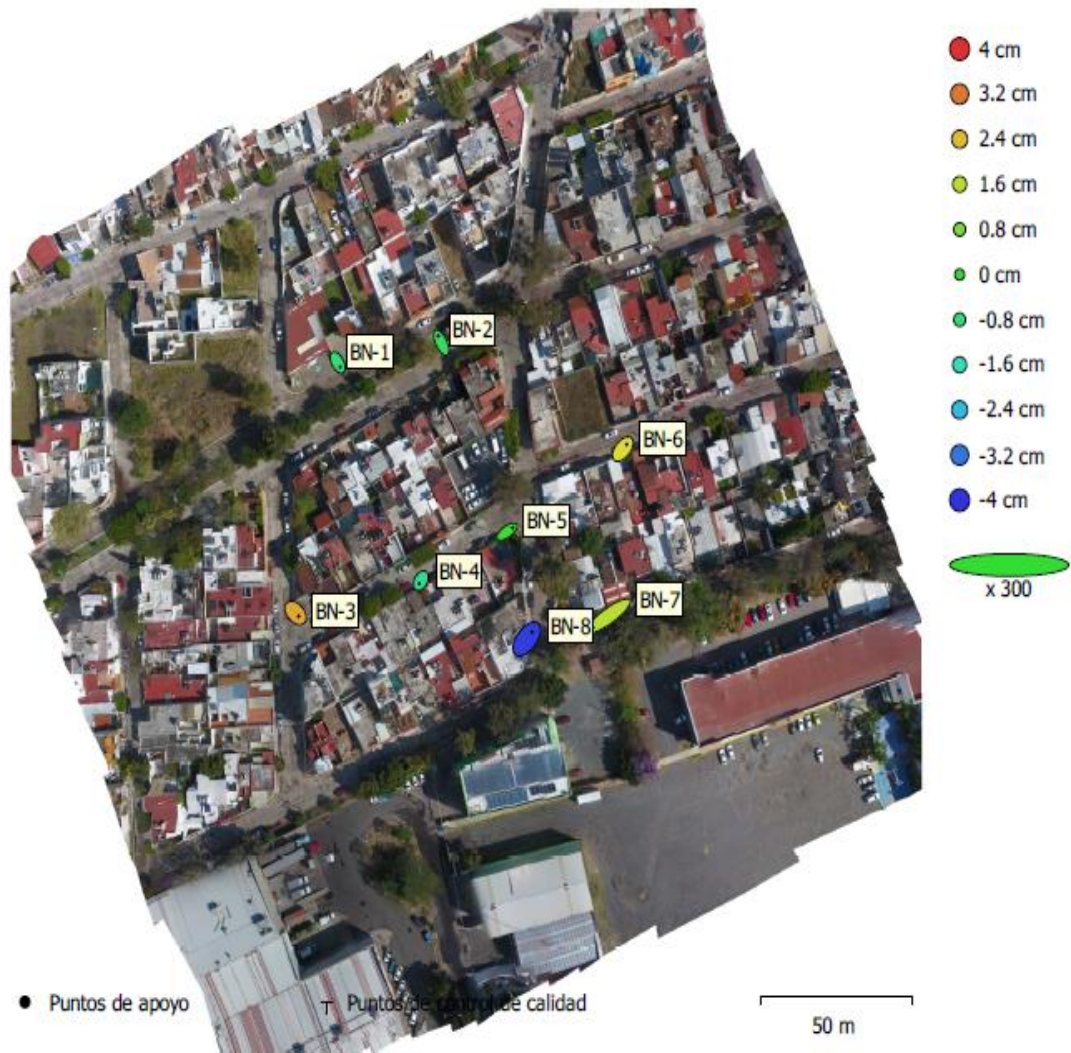 4 cm
3.2 cm
2.4 cm
1.6 cm
0.8 cm
0 cm
-0.8 cm
-1.6 cm
-2.4 cm
-3.2 cm
-4 cm
x 300
BN-2
BN-1
BN-6
BN-5
BN-4
BN-7
BN-3
BN-8
Puntos de apoyo
Puntos de control de calidad
50 m